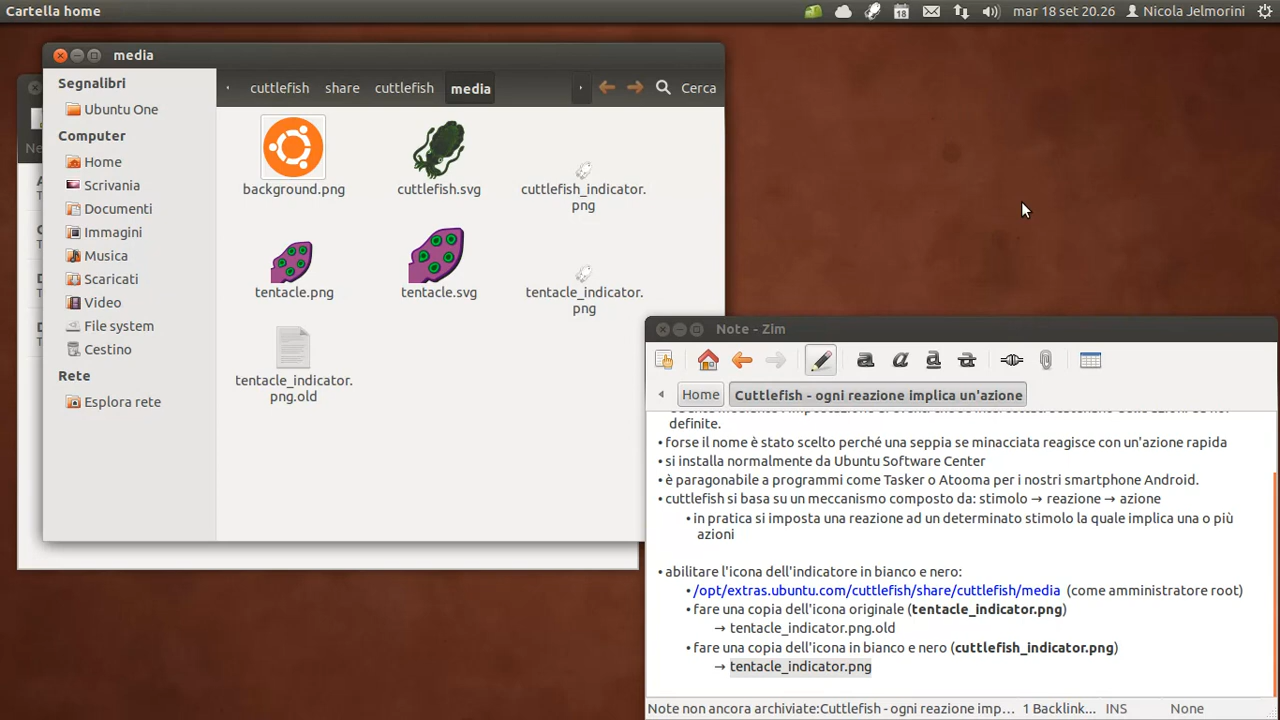 Cartella home
18
mar 18 set 20.26
Nicola Jelmorini
media
Segnalibri
Ubuntu One
Computer
Home
Scrivania
Documenti
Immagini
Musica
Scaricati
Video
File system
Cestino
Rete
Esplora rete
cuttlefish
share
cuttlefish
media
Cerca
background.png
cuttlefish.svg
cuttlefish_indicator.
png
tentacle.png
tentacle.svg
tentacle_indicator.
png
tentacle_indicator.
png.old
Note - Zim
Home
Cuttlefish - ogni reazione implica un'azione
definite.
• forse il nome è stato scelto perché una seppia se minacciata reagisce con un'azione rapida
• si installa normalmente da Ubuntu Software Center
• è paragonabile a programmi come Tasker o Atooma per i nostri smartphone Android.
• cuttlefish si basa su un meccanismo composto da: stimolo → reazione → azione
• in pratica si imposta una reazione ad un determinato stimolo la quale implica una o più
azioni
• abilitare l'icona dell'indicatore in bianco e nero:
• /opt/extras.ubuntu.com/cuttlefish/share/cuttlefish/media (come amministratore root)
• fare una copia dell'icona originale (tentacle_indicator.png)
→ tentacle_indicator.png.old
• fare una copia dell'icona in bianco e nero (cuttlefish_indicator.png)
→ tentacle_indicator.png
Note non ancora archiviate:Cuttlefish - ogni reazione imp...
1 Backlink...
INS
None